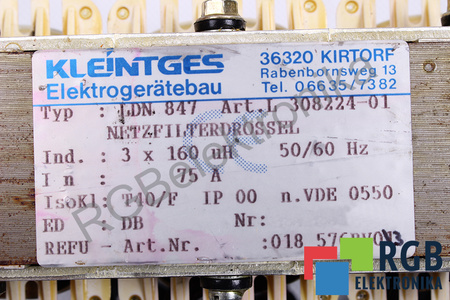 KLEINTGES
Elektrogerätebau
36320 KIRTORF
Rabenbornsweg 13
Tel. 06635/7382
Typ : LDN 847 Art.L 308224-01
NETZFILTERDROSSEL
Ind.: 3 x 160 uH 50/60 Hz
I n : 75 A
IsoKl: T40/F IP 00 n.VDE 0550
ED : DB Nr:
REFU - Art.Nr. :018 576
RGBelektronika
RGB
ELEKTRONIKA